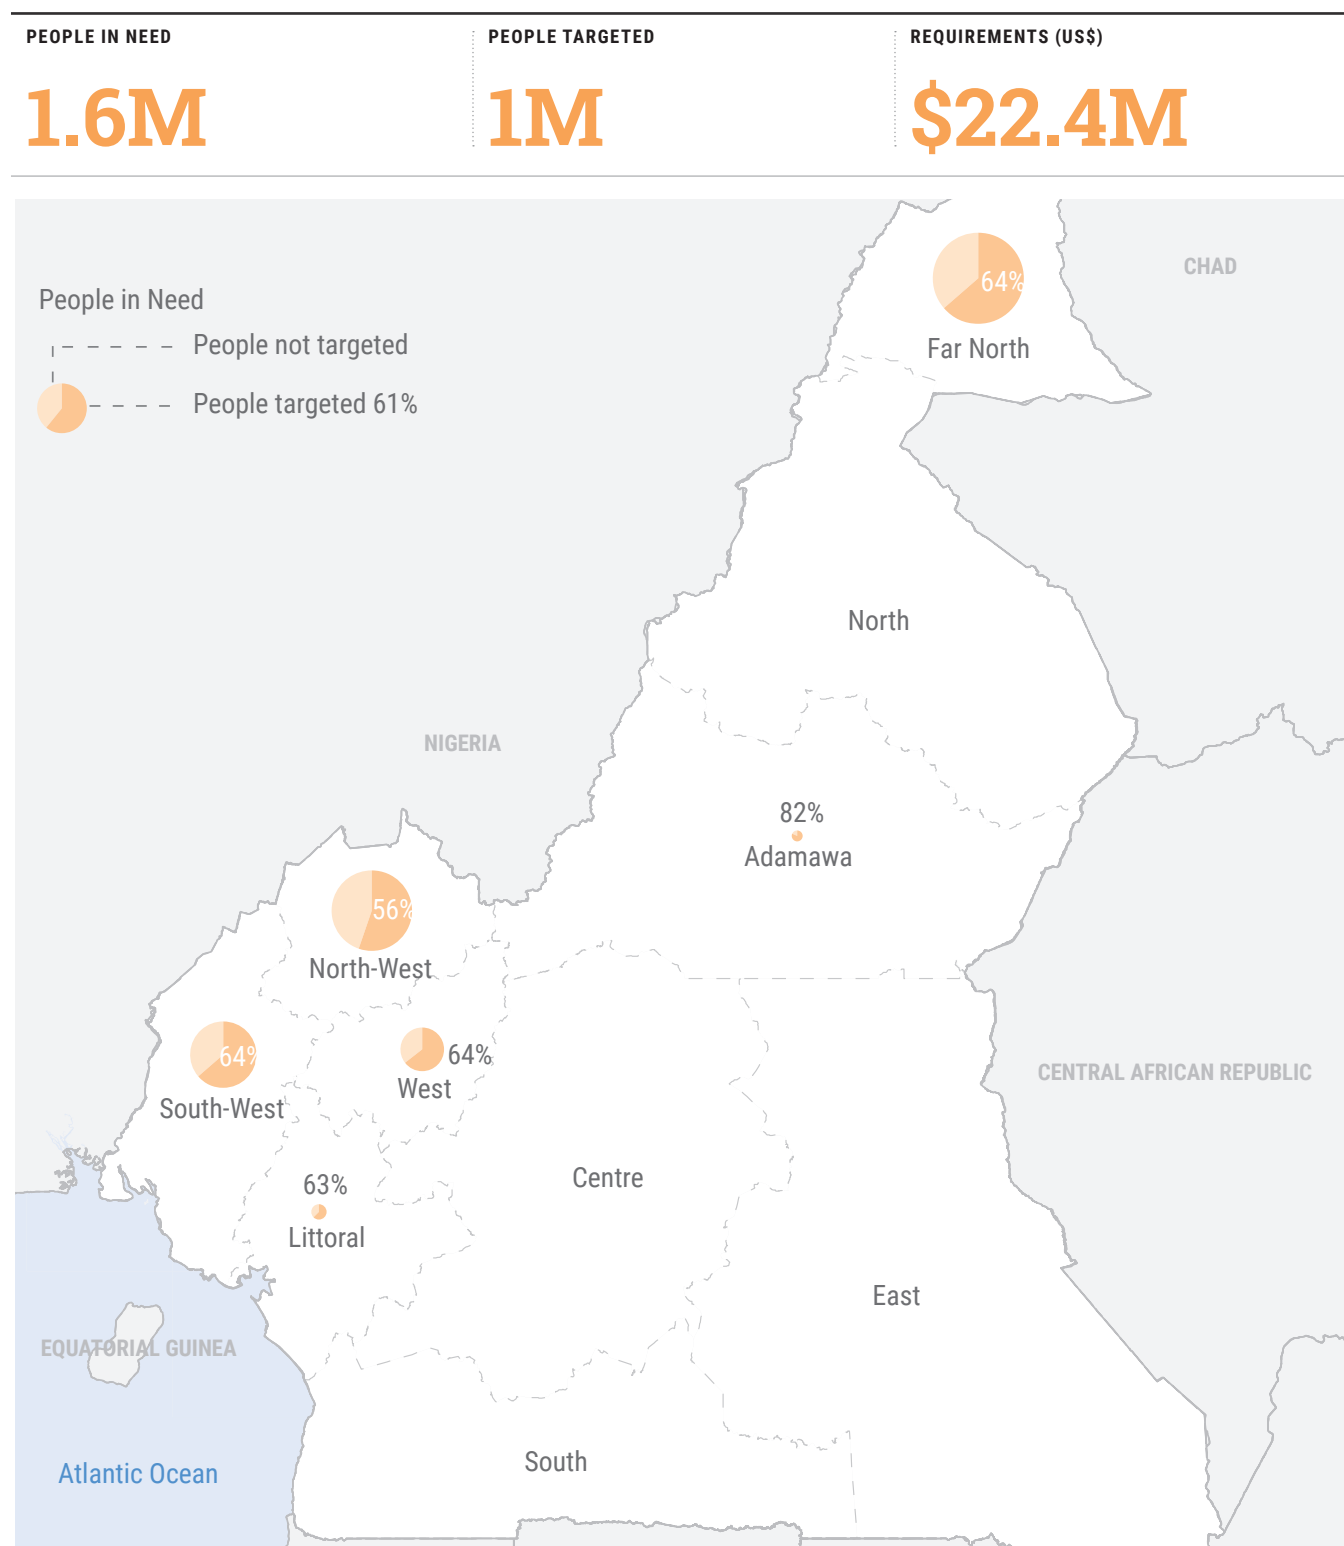 PEOPLE IN NEED
PEOPLE TARGETED
REQUIREMENTS (US$)
1.6M
1M
$22.4M
People in Need
People not targeted
People targeted 61%
CHAD
64%
Far North
North
NIGERIA
82%
Adamawa
56%
North-West
64%
South-West
64%
West
CENTRAL AFRICAN REPUBLIC
63%
Littoral
Centre
East
EQUATORIAL GUINEA
Atlantic Ocean
South